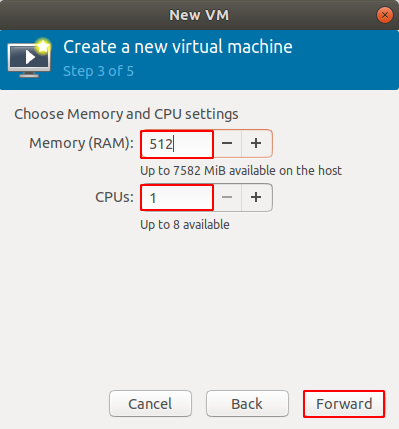 New VM
Create a new virtual machine
Step 3 of 5
Choose Memory and CPU settings
Memory (RAM): 512 − +
Up to 7582 MiB available on the host
CPUs: 1 − +
Up to 8 available
Cancel Back Forward